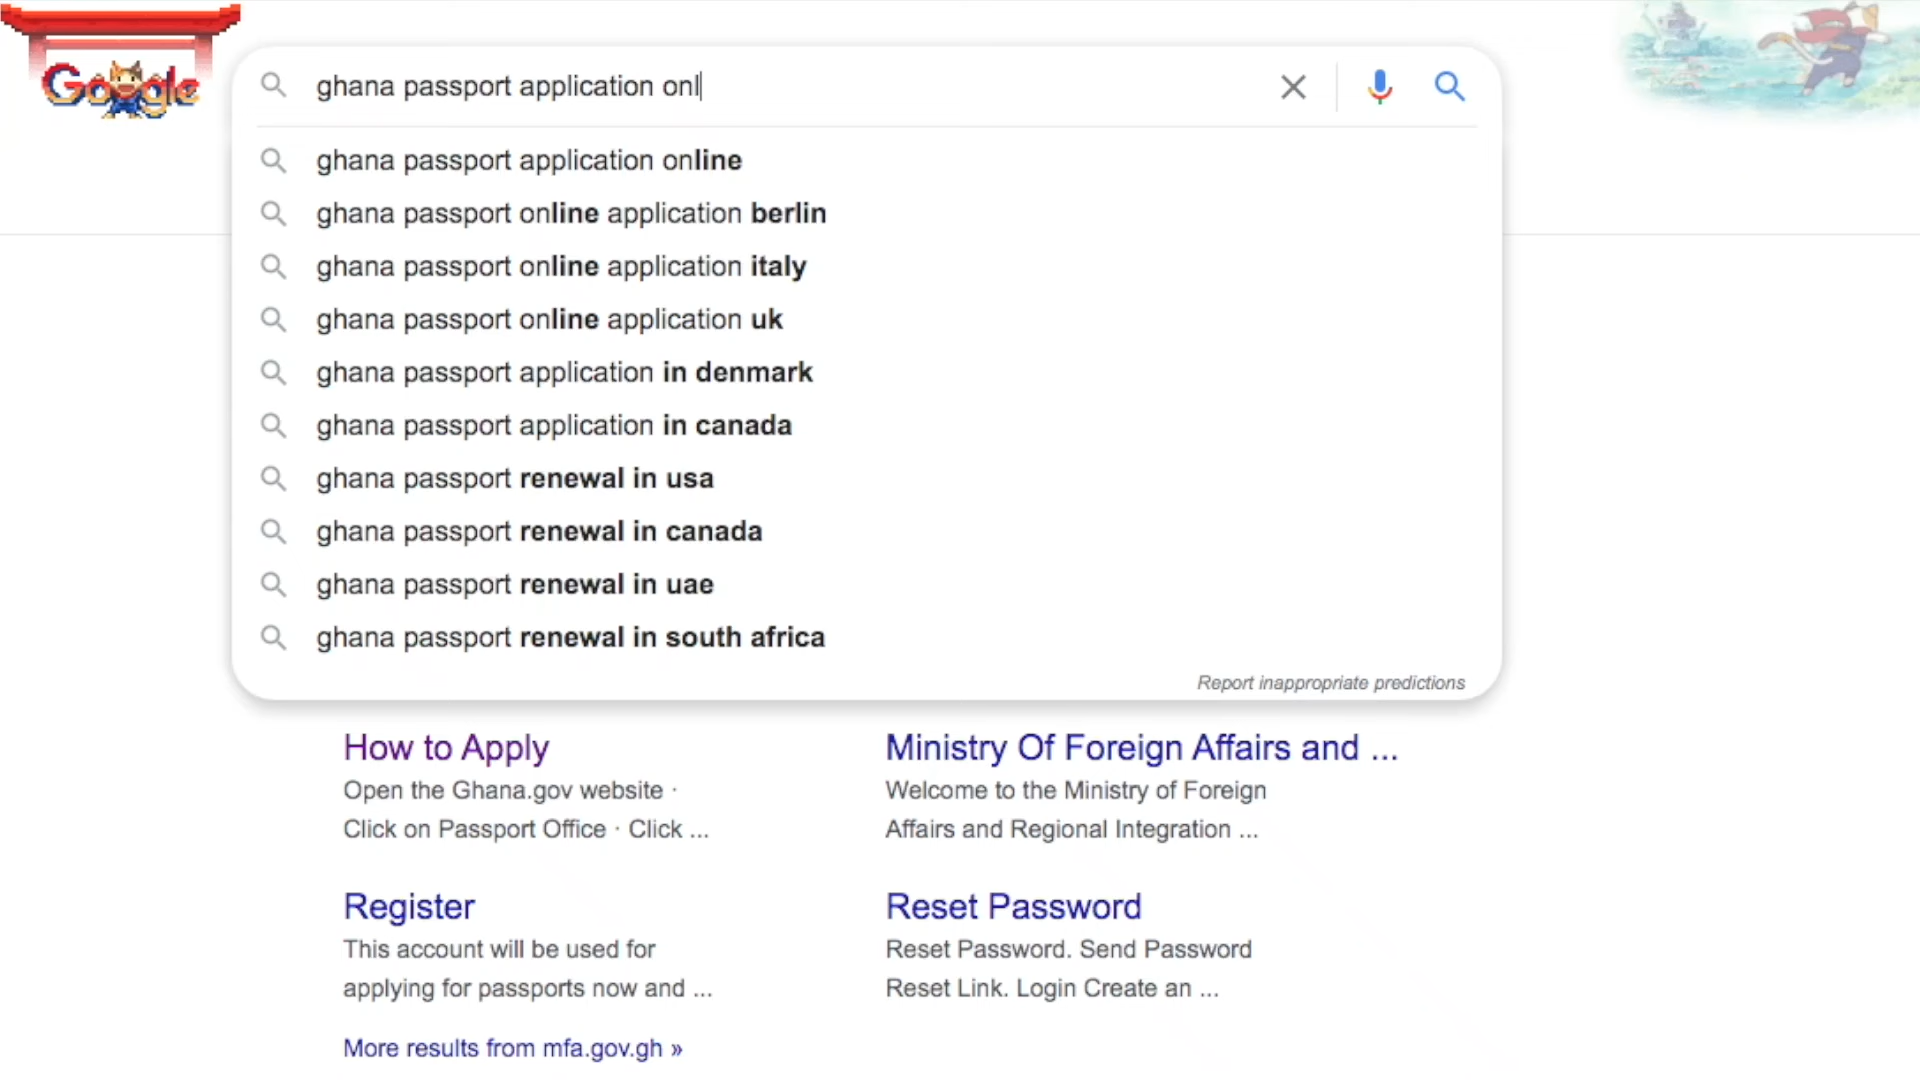 Google
ghana passport application onl
ghana passport application online
ghana passport online application berlin
ghana passport online application italy
ghana passport online application uk
ghana passport application in denmark
ghana passport application in canada
ghana passport renewal in usa
ghana passport renewal in canada
ghana passport renewal in uae
ghana passport renewal in south africa
Report inappropriate predictions
How to Apply
Open the Ghana.gov website ·
Click on Passport Office · Click ...
Ministry Of Foreign Affairs and ...
Welcome to the Ministry of Foreign
Affairs and Regional Integration ...
Register
This account will be used for
applying for passports now and ...
Reset Password
Reset Password. Send Password
Reset Link. Login Create an ...
More results from mfa.gov.gh »